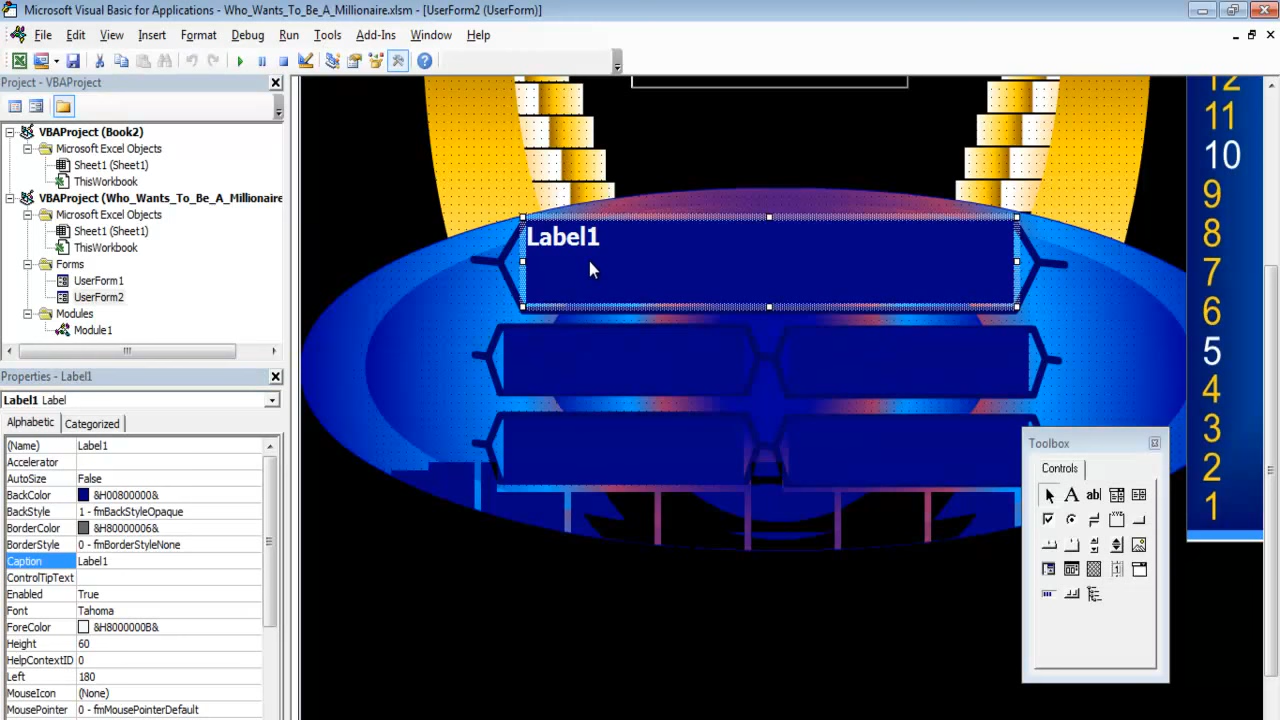 Microsoft Visual Basic for Applications - Who_Wants_To_Be_A_Millionaire.xlsm - [UserForm2 (UserForm)]
File Edit View Insert Format Debug Run Tools Add-Ins Window Help
Project - VBAProject
VBAProject (Book2)
Microsoft Excel Objects
Sheet1 (Sheet1)
ThisWorkbook
VBAProject (Who_Wants_To_Be_A_Millionaire
Microsoft Excel Objects
Sheet1 (Sheet1)
ThisWorkbook
Forms
UserForm1
UserForm2
Modules
Module1
Properties - Label1
Label1 Label
Alphabetic Categorized
(Name) Label1
Accelerator
AutoSize False
BackColor &H00800000&
BackStyle 1 - fmBackStyleOpaque
BorderColor &H80000006&
BorderStyle 0 - fmBorderStyleNone
Caption Label1
ControlTipText
Enabled True
Font Tahoma
ForeColor &H8000000B&
Height 60
HelpContextID 0
Left 180
MouseIcon (None)
MousePointer 0 - fmMousePointerDefault
Label1
12
11
10
9
8
7
6
5
4
3
2
1
Toolbox
Controls
A ab|
XYZ